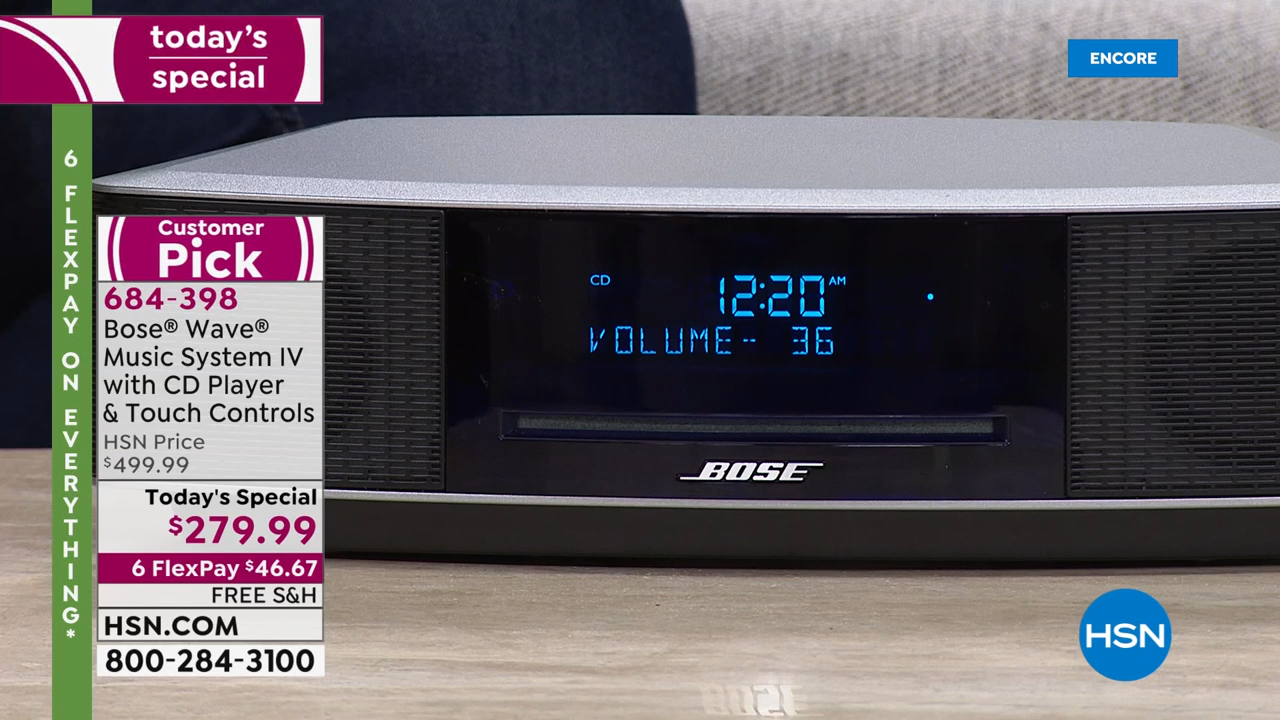 today's
special
ENCORE
6 FLEXPAY ON EVERYTHING*
Customer
Pick
684-398
Bose® Wave®
Music System IV
with CD Player
& Touch Controls
HSN Price
$499.99
Today's Special
$279.99
6 FlexPay $46.67
FREE S&H
HSN.COM
800-284-3100
CD 12:20 AM
VOLUME- 36
BOSE
HSN